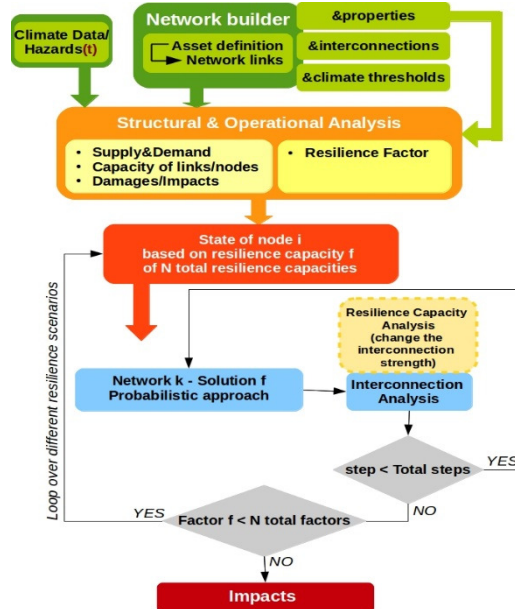 Climate Data/
Hazards(t)
Network builder
Asset definition
Network links
&properties
&interconnections
&climate thresholds
Structural & Operational Analysis
• Supply&Demand
• Capacity of links/nodes
• Damages/Impacts
• Resilience Factor
State of node i
based on resilience capacity f
of N total resilience capacities
Loop over different resilience scenarios
Resilience Capacity
Analysis
(change the
interconnection
strength)
Network k - Solution f
Probabilistic approach
Interconnection
Analysis
step < Total steps
YES
NO
Factor f < N total factors
YES
NO
Impacts